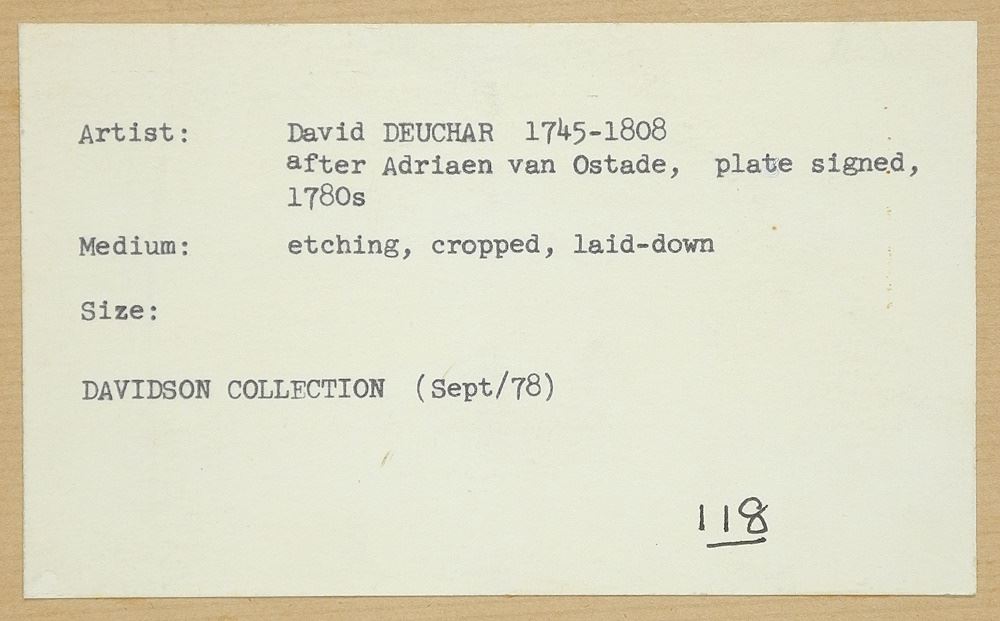 Artist: David DEUCHAR 1745-1808
after Adriaen van Ostade, plate signed,
1780s
Medium: etching, cropped, laid-down
Size:
DAVIDSON COLLECTION (Sept/78)
118